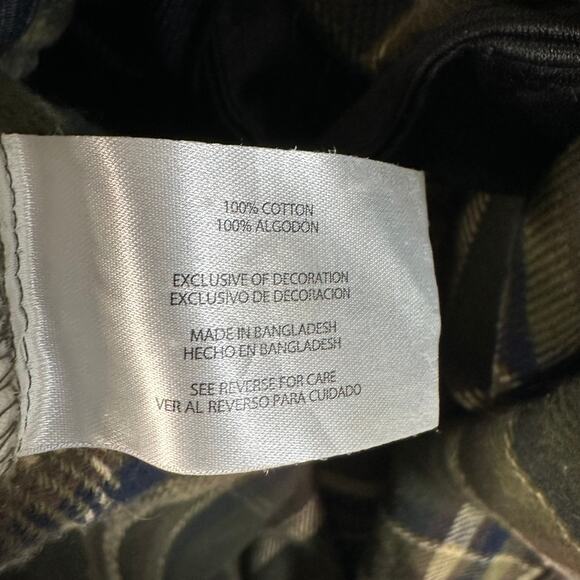 100% COTTON
100% ALGODÓN
EXCLUSIVE OF DECORATION
EXCLUSIVO DE DECORACION
MADE IN BANGLADESH
HECHO EN BANGLADESH
SEE REVERSE FOR CARE
VER AL REVERSO PARA CUIDADO